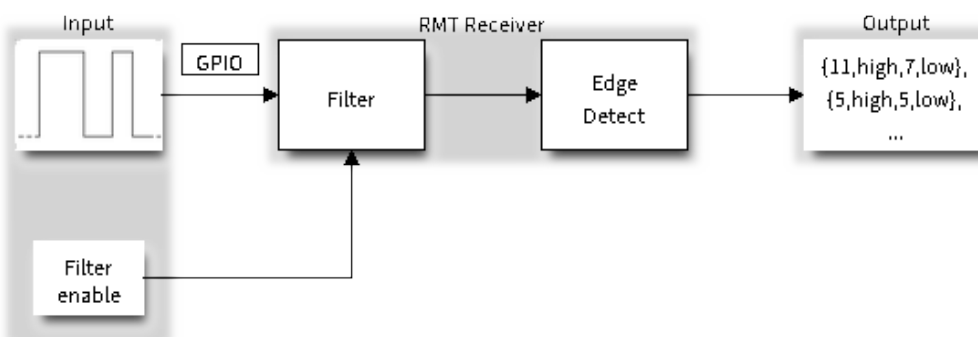 Input
RMT Receiver
Output
GPIO
Filter
Edge
Detect
{11,high,7,low},
{5,high,5,low},
...
Filter
enable